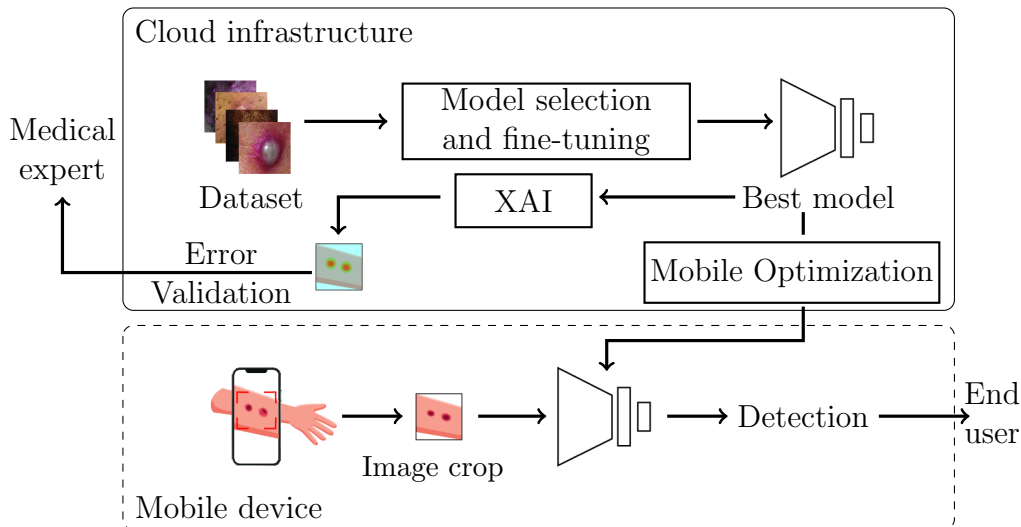 Cloud infrastructure
Model selection
and fine-tuning
Medical
expert
Dataset
XAI
Best model
Error
Validation
Mobile Optimization
Detection
End
user
Image crop
Mobile device